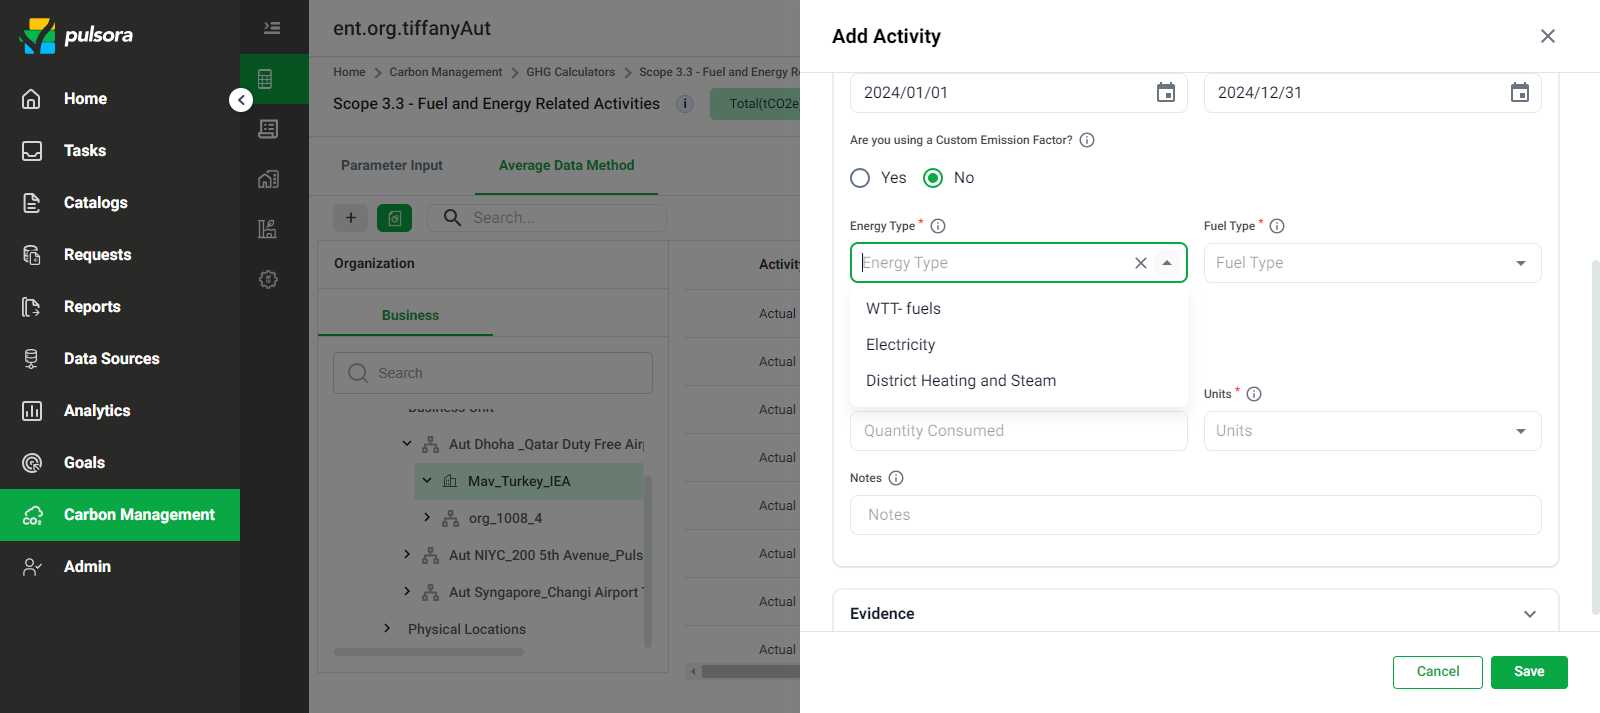 pulsora
Home
Tasks
Catalogs
Requests
Reports
Data Sources
Analytics
Goals
CO2
Carbon Management
Admin
ent.org.tiffanyAut
Home > Carbon Management > GHG Calculators > Scope 3.3 - Fuel and Energy Re
Scope 3.3 - Fuel and Energy Related Activities
Total(tCO2e
Parameter Input
Average Data Method
Search...
Organization
Business
Search
Business Unit
Aut Dhoha _Qatar Duty Free Air
Mav_Turkey_IEA
org_1008_4
Aut NIYC_200 5th Avenue_Puls
Aut Syngapore_Changi Airport T
Physical Locations
Activity
Actual
Actual
Actual
Actual
Actual
Actual
Actual
Actual
Add Activity
2024/01/01
2024/12/31
Are you using a Custom Emission Factor?
Yes
No
Energy Type *
Fuel Type *
Energy Type
Fuel Type
WTT- fuels
Electricity
District Heating and Steam
Units *
Quantity Consumed
Units
Notes
Notes
Evidence
Cancel
Save